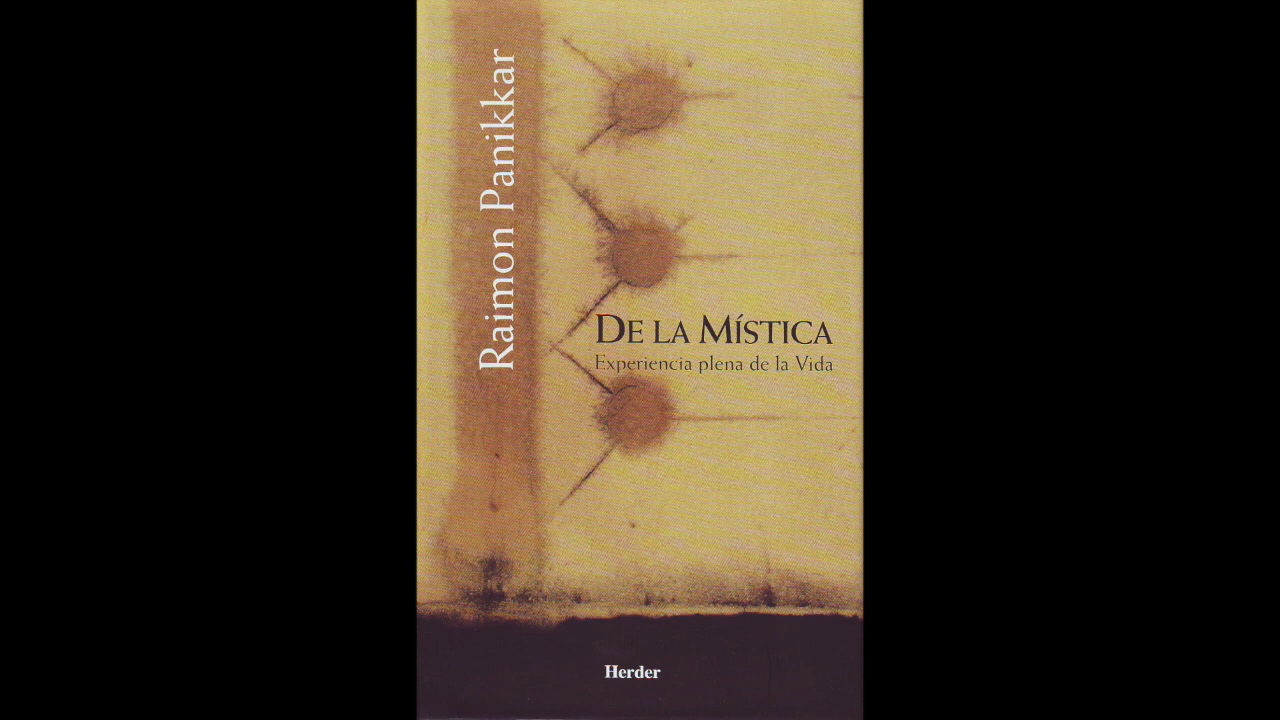 Raimon Panikkar
DE LA MÍSTICA
Experiencia plena de la Vida
Herder